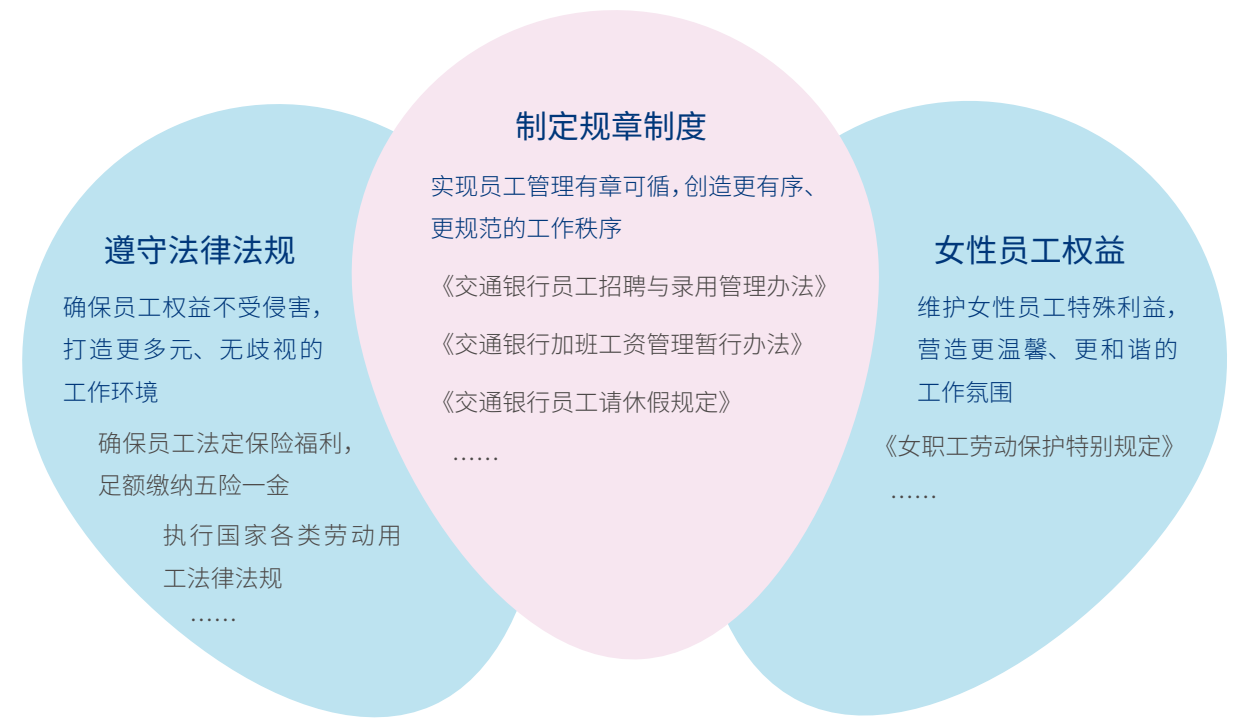 遵守法律法规
确保员工权益不受侵害，
打造更多元、无歧视的
工作环境
确保员工法定保险福利，
足额缴纳五险一金
执行国家各类劳动用
工法律法规
……
制定规章制度
实现员工管理有章可循，创造更有序、
更规范的工作秩序
《交通银行员工招聘与录用管理办法》
《交通银行加班工资管理暂行办法》
《交通银行员工请休假规定》
……
女性员工权益
维护女性员工特殊利益，
营造更温馨、更和谐的
工作氛围
《女职工劳动保护特别规定》
……